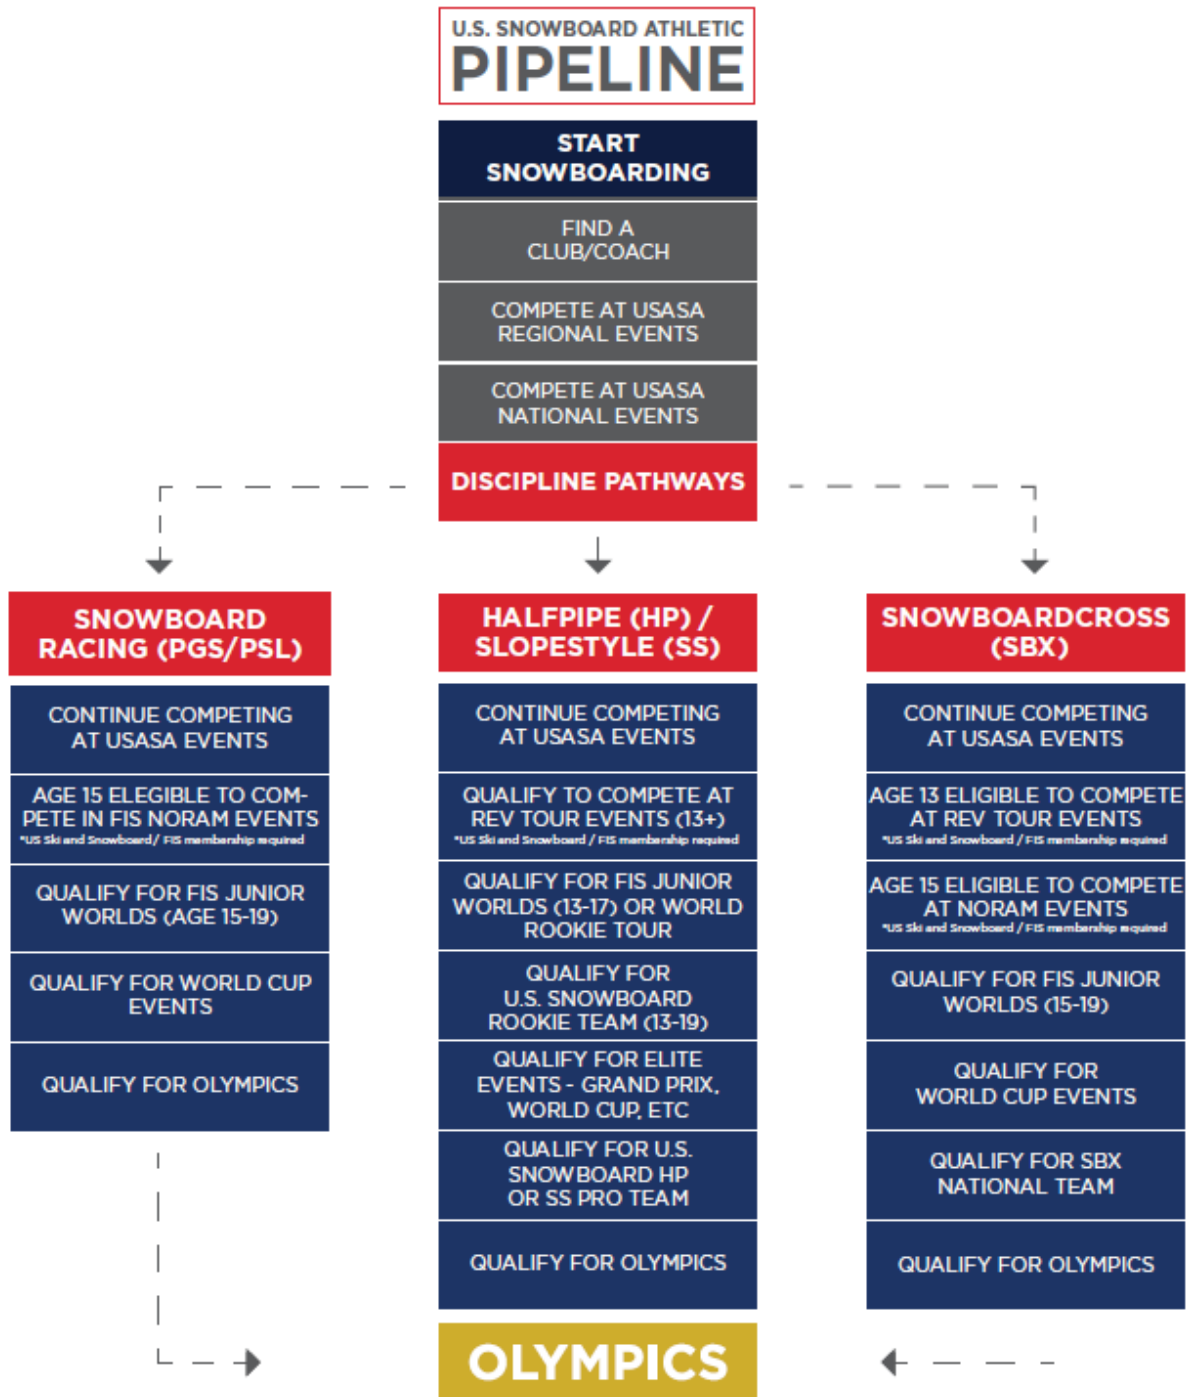 U.S. SNOWBOARD ATHLETIC
PIPELINE
START
SNOWBOARDING
FIND A
CLUB/COACH
COMPETE AT USASA
REGIONAL EVENTS
COMPETE AT USASA
NATIONAL EVENTS
DISCIPLINE PATHWAYS
SNOWBOARD
RACING (PGS/PSL)
CONTINUE COMPETING
AT USASA EVENTS
AGE 15 ELEGIBLE TO COM-
PETE IN FIS NORAM EVENTS
*US Ski and Snowboard / FIS membership required
QUALIFY FOR FIS JUNIOR
WORLDS (AGE 15-19)
QUALIFY FOR WORLD CUP
EVENTS
QUALIFY FOR OLYMPICS
HALFPIPE (HP) /
SLOPESTYLE (SS)
CONTINUE COMPETING
AT USASA EVENTS
QUALIFY TO COMPETE AT
REV TOUR EVENTS (13+)
*US Ski and Snowboard / FIS membership required
QUALIFY FOR FIS JUNIOR
WORLDS (13-17) OR WORLD
ROOKIE TOUR
QUALIFY FOR
U.S. SNOWBOARD
ROOKIE TEAM (13-19)
QUALIFY FOR ELITE
EVENTS - GRAND PRIX,
WORLD CUP, ETC
QUALIFY FOR U.S.
SNOWBOARD HP
OR SS PRO TEAM
QUALIFY FOR OLYMPICS
SNOWBOARDCROSS
(SBX)
CONTINUE COMPETING
AT USASA EVENTS
AGE 13 ELIGIBLE TO COMPETE
AT REV TOUR EVENTS
*US Ski and Snowboard / FIS membership required
AGE 15 ELIGIBLE TO COMPETE
AT NORAM EVENTS
*US Ski and Snowboard / FIS membership required
QUALIFY FOR FIS JUNIOR
WORLDS (15-19)
QUALIFY FOR
WORLD CUP EVENTS
QUALIFY FOR SBX
NATIONAL TEAM
QUALIFY FOR OLYMPICS
OLYMPICS